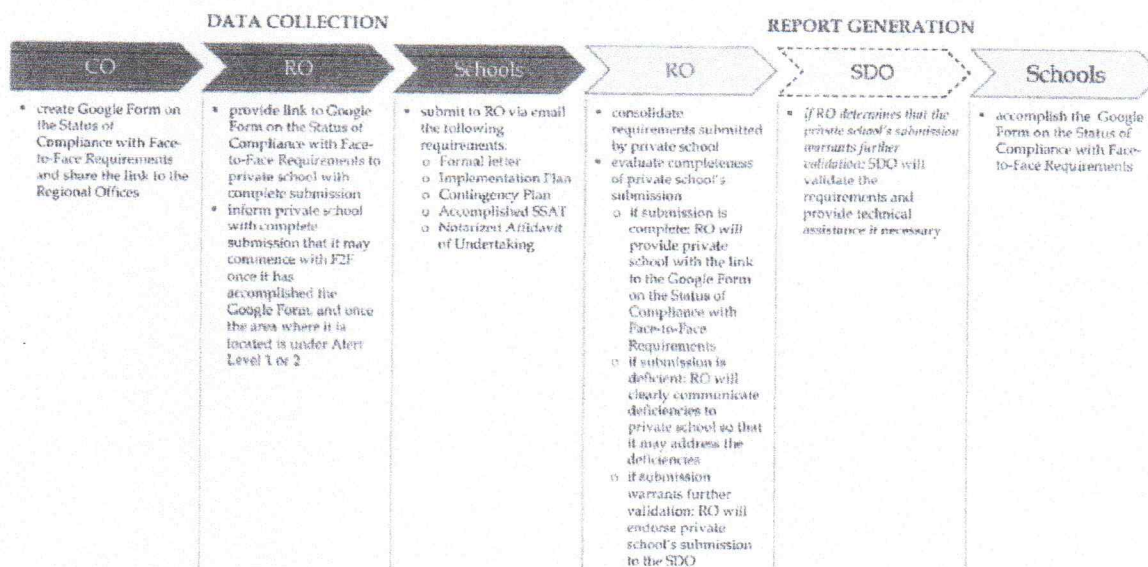 DATA COLLECTION
REPORT GENERATION
CO
RO
Schools
RO
SDO
Schools
• create Google Form on
the Status of
Compliance with Face-
to-Face Requirements
and share the link to the
Regional Offices
• provide link to Google
Form on the Status of
Compliance with Face-
to-Face Requirements to
private school with
complete submission
• inform private school
with complete
submission that it may
commence with F2F
once it has
accomplished the
Google Form, and once
the area where it is
located is under Alert
Level 1 or 2
• submit to RO via email
the following
requirements:
o Formal letter
o Implementation Plan
o Contingency Plan
o Accomplished SSAT
o Notarized Affidavit
of Undertaking
• consolidate
requirements submitted
by private school
• evaluate completeness
of private school's
submission
o if submission is
complete: RO will
provide private
school with the link
to the Google Form
on the Status of
Compliance with
Face-to-Face
Requirements
o if submission is
deficient: RO will
clearly communicate
deficiencies to
private school so that
it may address the
deficiencies
o if submission
warrants further
validation: RO will
endorse private
school's submission
to the SDO
• if RO determines that the
private school's submission
warrants further
validation: SDO will
validate the
requirements and
provide technical
assistance if necessary
• accomplish the Google
Form on the Status of
Compliance with Face-
to-Face Requirements